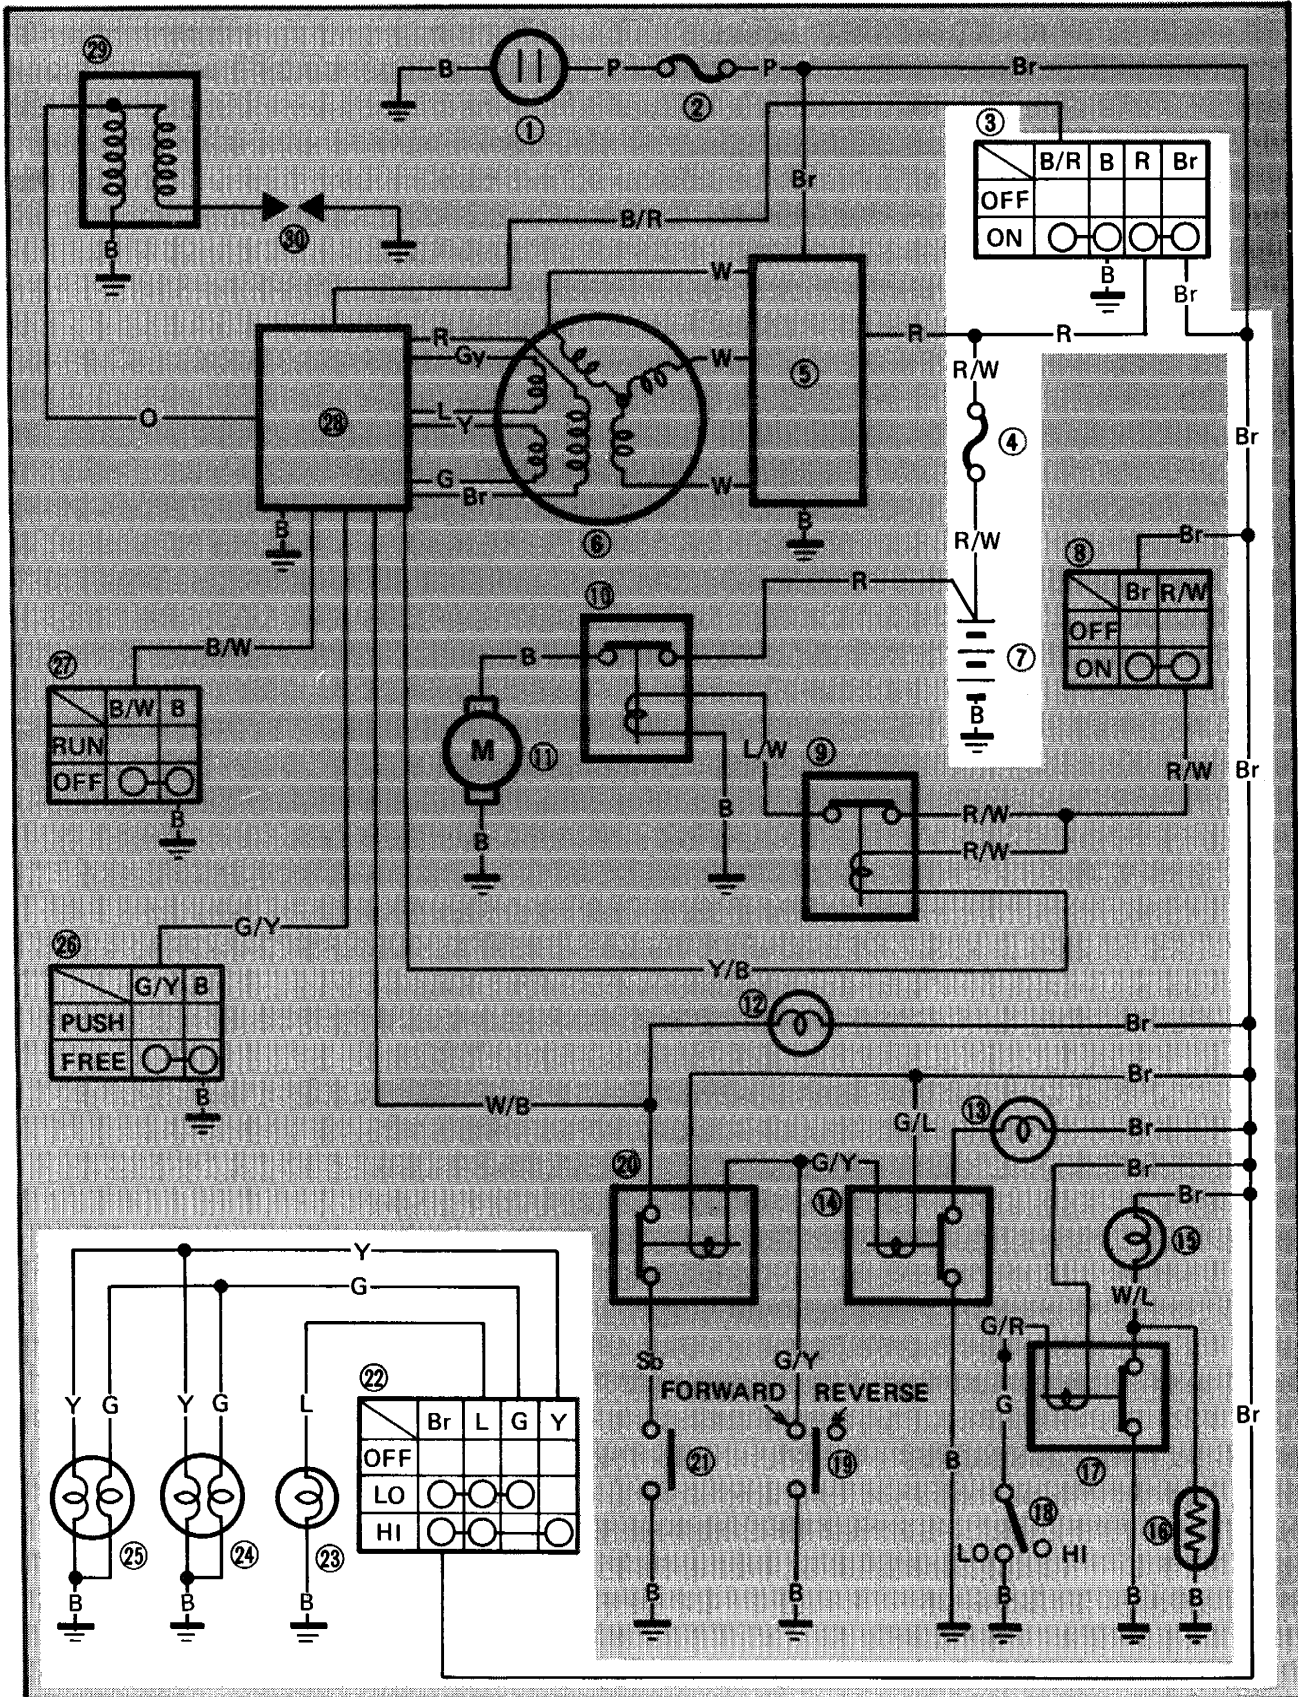 ㉙
B P P Br
② 
①
③
B/R B R Br
OFF
ON
Br
B/R
B
㉚
B
Br
W
R R
R/W
R
Gy
W
⑤
O
㉘
L
Y
④
Br
G
Br
W
B
B
⑥
R/W
Br
⑧
Br R/W
OFF
ON
R
⑩
B/W
B
㉗
B/W B
RUN
OFF
⑦
B
M
⑪
L/W
⑨
R/W
Br
B
B
B
R/W
R/W
G/Y
㉖
G/Y B
PUSH
FREE
B
Y/B
⑫
Br
Br
W/B
G/L
⑬
Br
⑳
G/Y
Br
⑭
Br
⑮
Y
G
W/L
G/R
Sb
G/Y
㉒
FORWARD REVERSE
Y G Y G L
Br L G Y
OFF
LO
HI
G
Br
㉑
⑲
B
⑰
⑱
⑯
LO HI
㉕
㉔
㉓
B B B
B B B B B